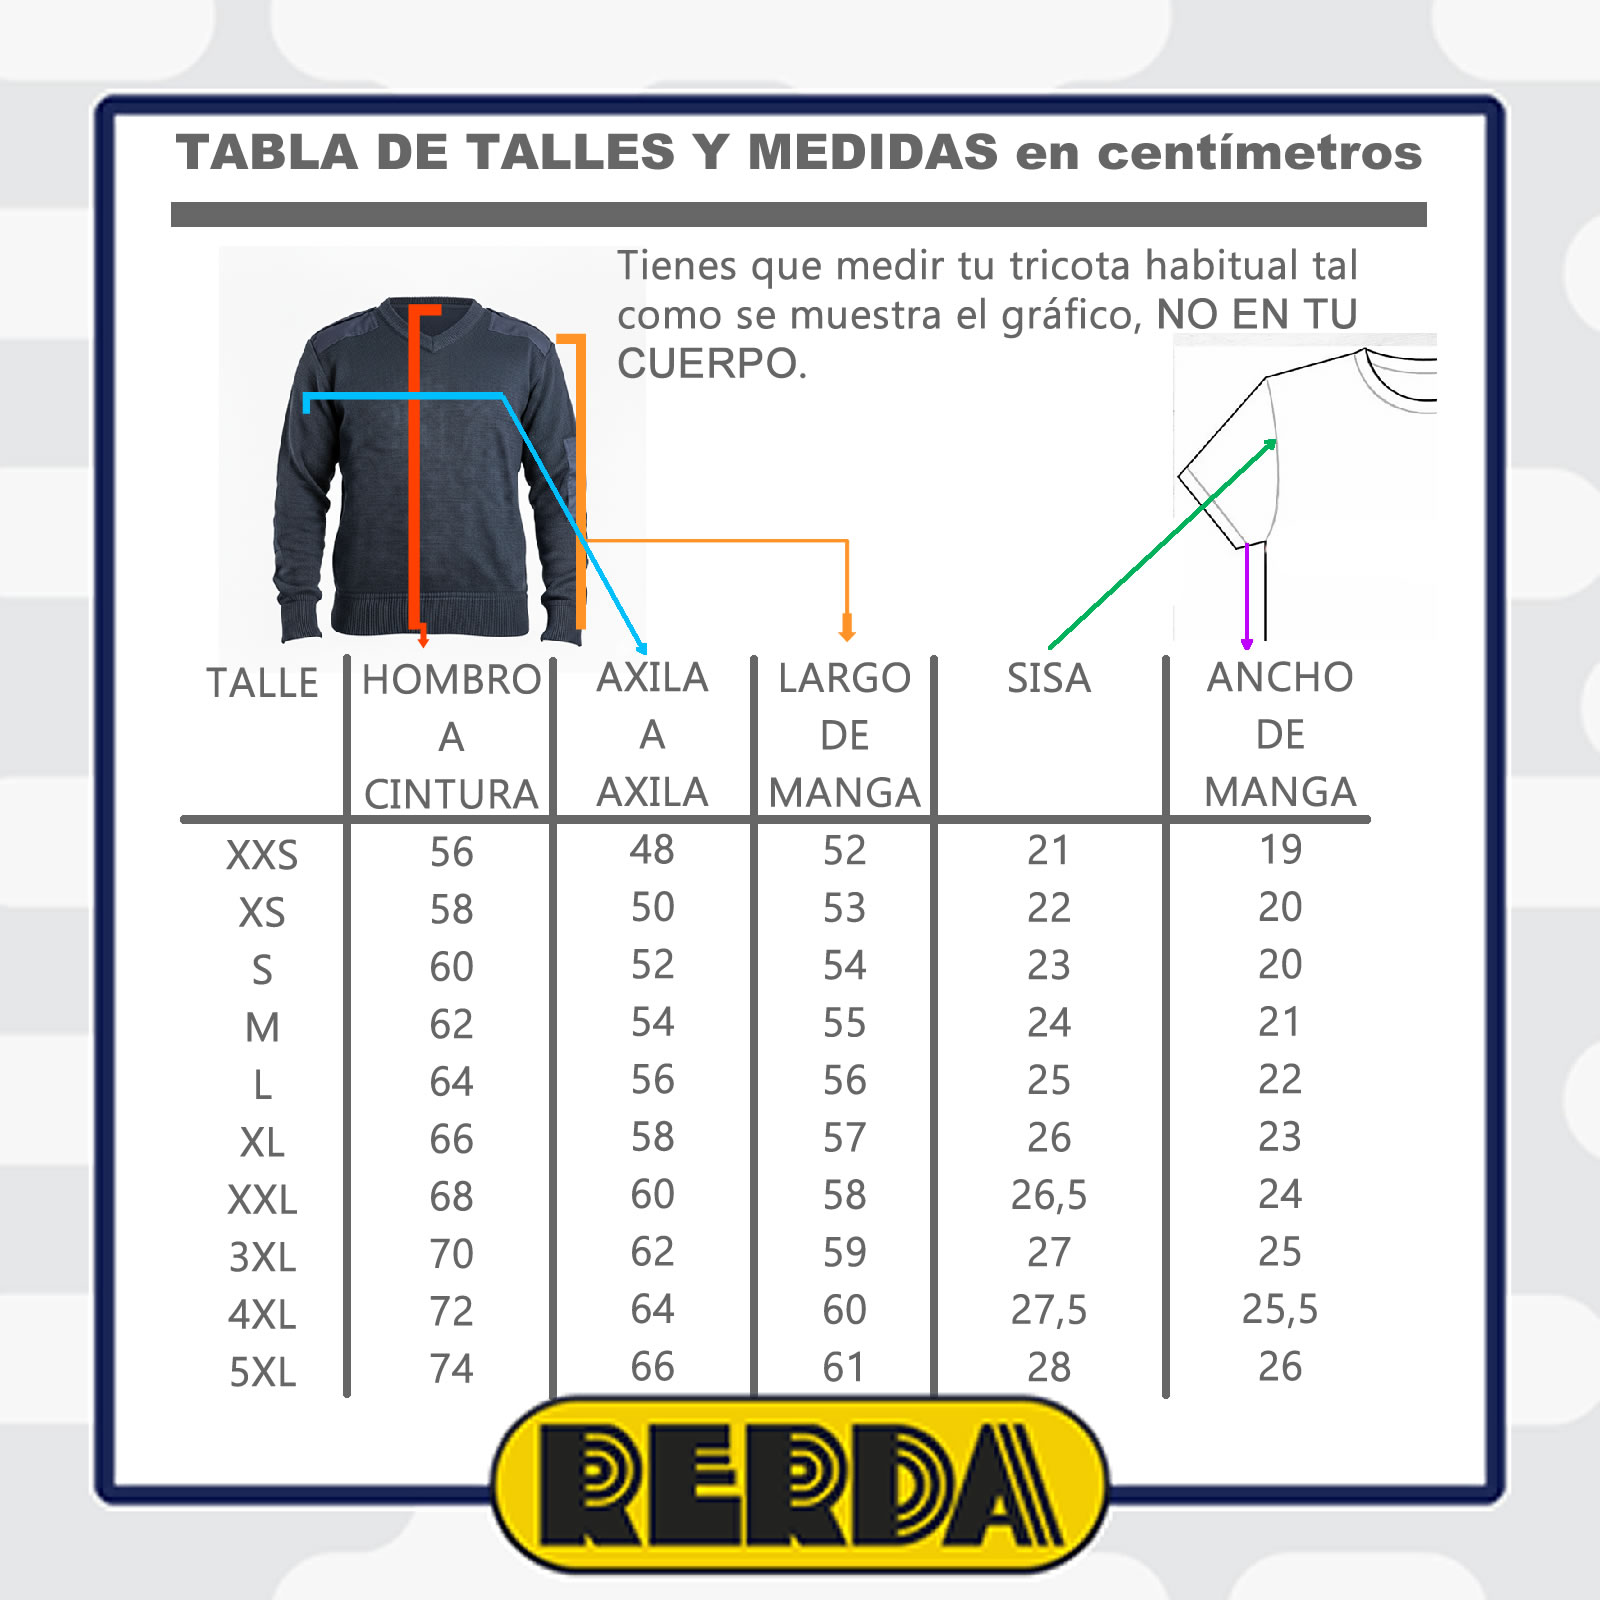 TABLA DE TALLES Y MEDIDAS en centímetros
Tienes que medir tu tricota habitual tal
como se muestra el gráfico, NO EN TU
CUERPO.
TALLE HOMBRO A CINTURA AXILA A AXILA LARGO DE MANGA SISA ANCHO DE MANGA
XXS 56 48 52 21 19
XS 58 50 53 22 20
S 60 52 54 23 20
M 62 54 55 24 21
L 64 56 56 25 22
XL 66 58 57 26 23
XXL 68 60 58 26,5 24
3XL 70 62 59 27 25
4XL 72 64 60 27,5 25,5
5XL 74 66 61 28 26
RERDA